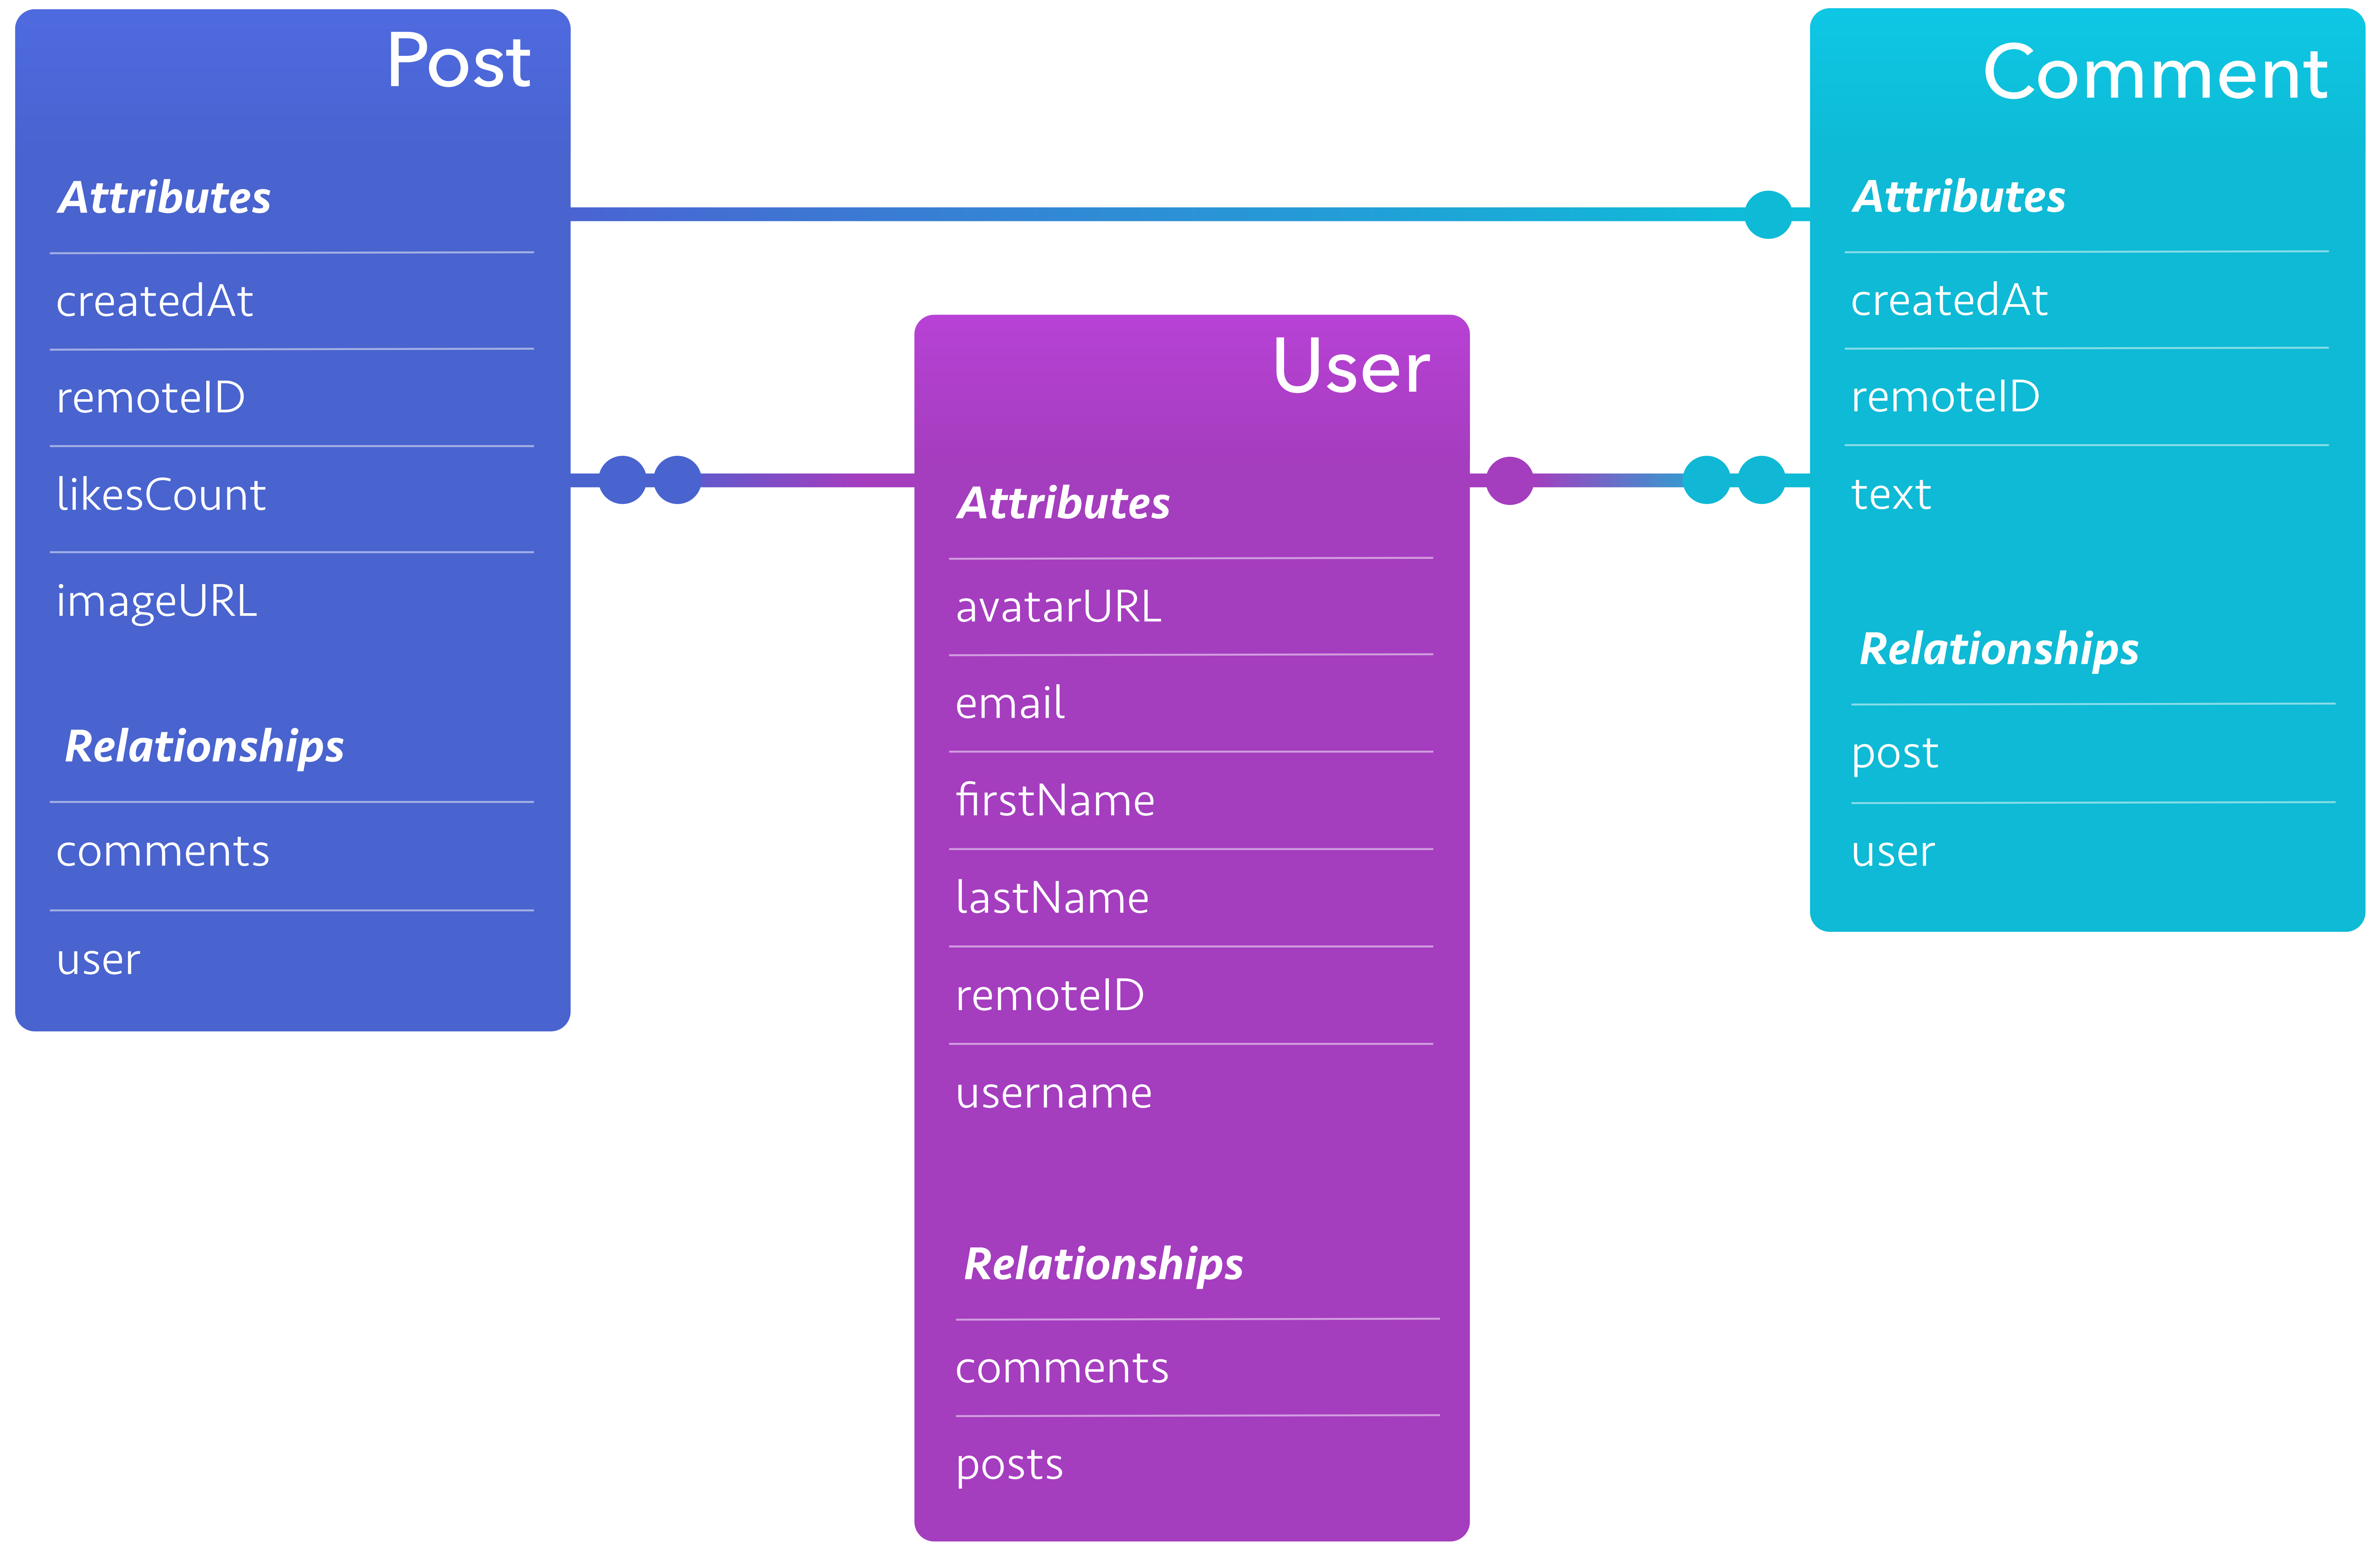 Post
Attributes
createdAt
remoteID
likesCount
imageURL
Relationships
comments
user
User
Attributes
avatarURL
email
firstName
lastName
remoteID
username
Relationships
comments
posts
Comment
Attributes
createdAt
remoteID
text
Relationships
post
user